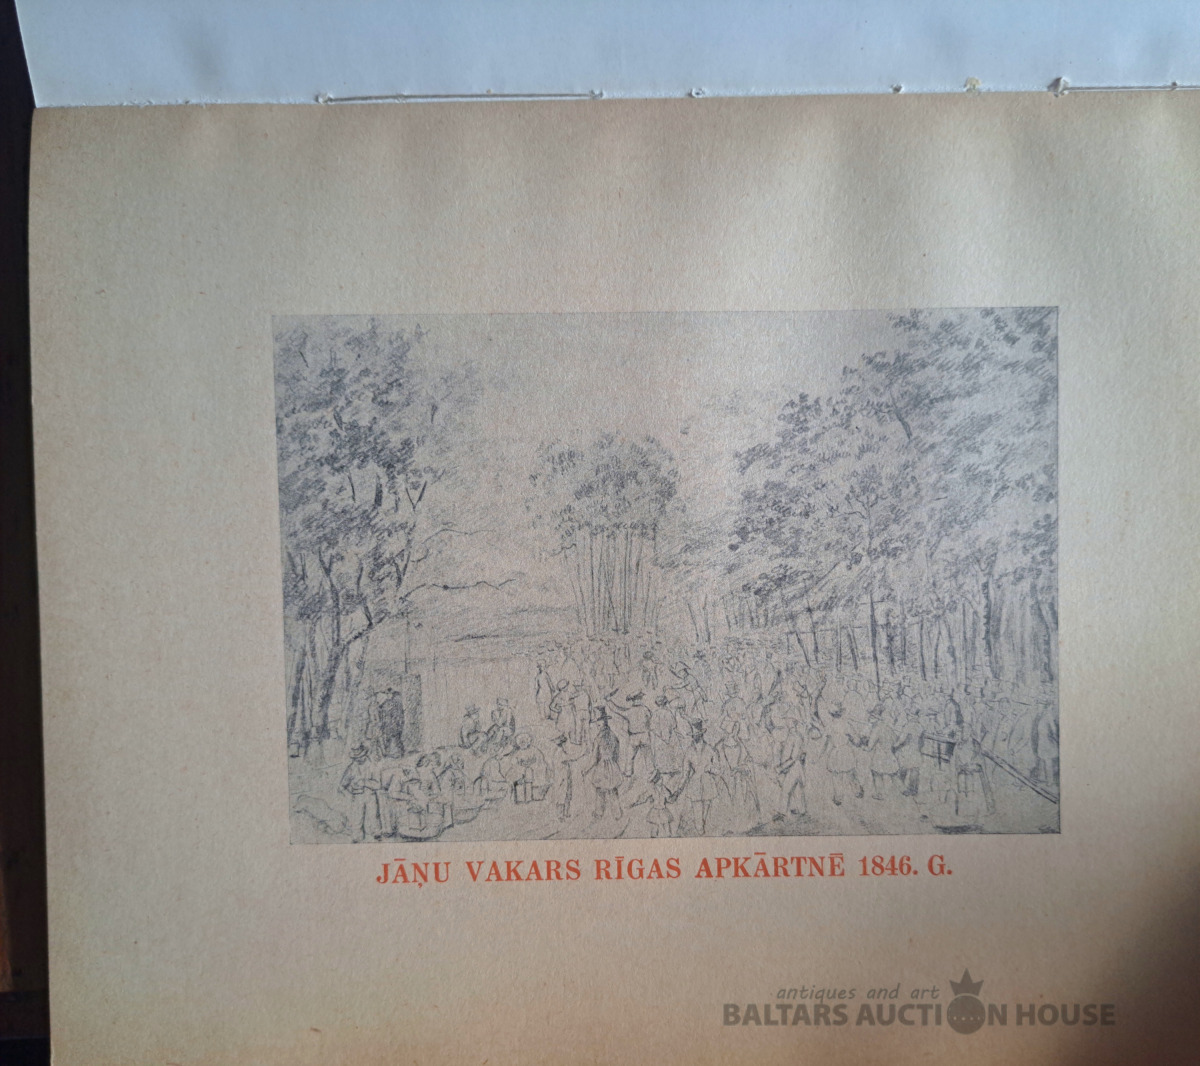 JĀŅU VAKARS RĪGAS APKĀRTNĒ 1846. G.
antiques and art
BALTARS AUCTION HOUSE